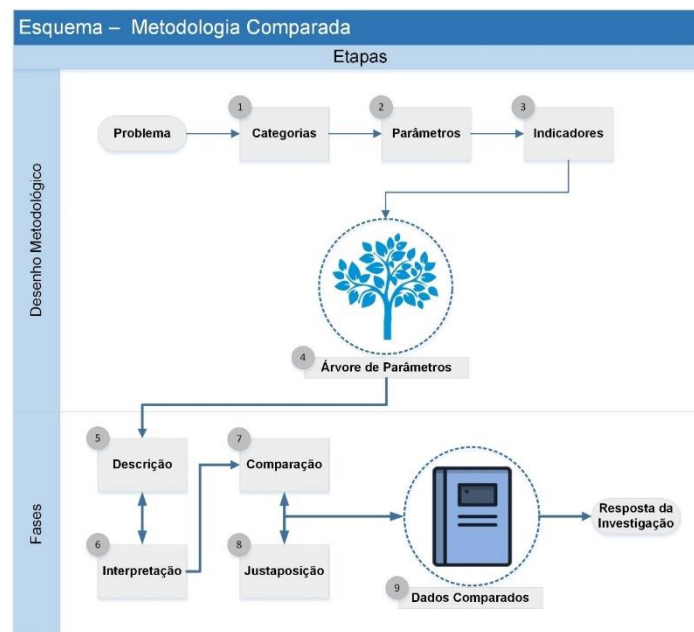 Esquema – Metodologia Comparada
Etapas
Desenho Metodológico
1
2
3
Problema
Categorias
Parâmetros
Indicadores
4
Árvore de Parâmetros
Fases
5
7
Descrição
Comparação
Resposta da
Investigação
6
8
Interpretação
Justaposição
9
Dados Comparados